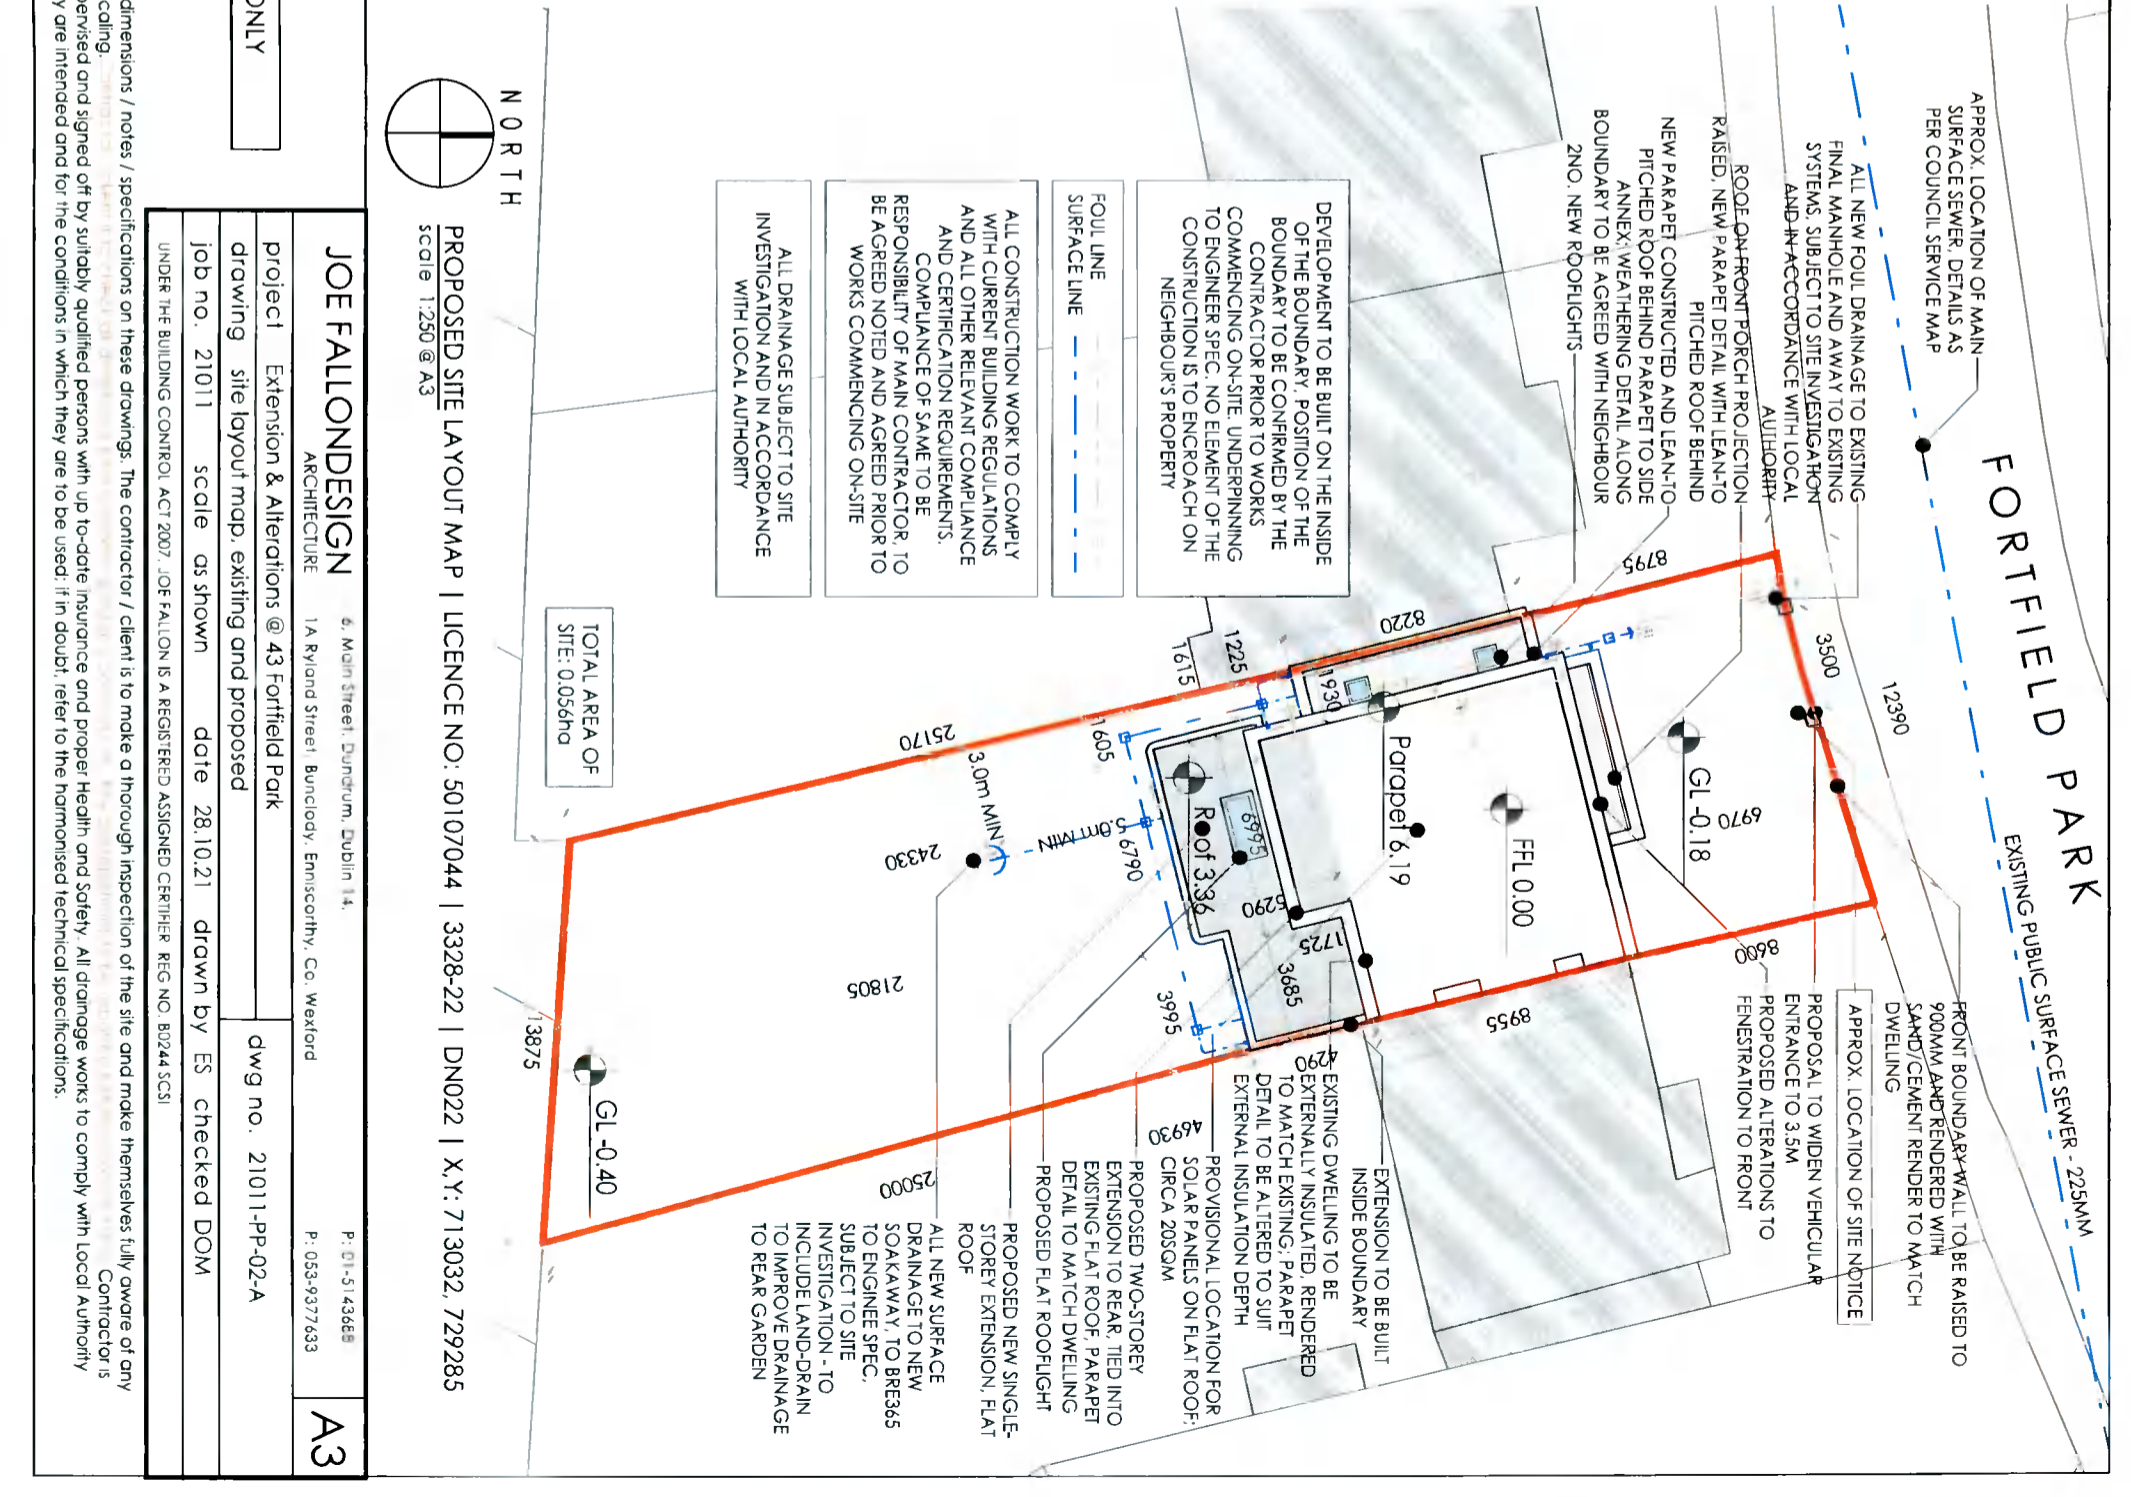 FORTFIELD PARK
EXISTING PUBLIC SURFACE SEWER - 225MM
APPROX. LOCATION OF MAIN
SURFACE SEWER, DETAILS AS
PER COUNCIL SERVICE MAP
ALL NEW FOUL DRAINAGE TO EXISTING
FINAL MANHOLE AND AWAY TO EXISTING
SYSTEMS, SUBJECT TO SITE INVESTIGATION
AND IN ACCORDANCE WITH LOCAL
AUTHORITY
ROOF ON FRONT PORCH PROJECTION
RAISED, NEW PARAPET DETAIL WITH LEAN-TO
PITCHED ROOF BEHIND
NEW PARAPET CONSTRUCTED AND LEAN-TO
PITCHED ROOF BEHIND PARAPET TO SIDE
ANNEX; WEATHERING DETAIL ALONG
BOUNDARY TO BE AGREED WITH NEIGHBOUR
2NO. NEW ROOFLIGHTS
FRONT BOUNDARY WALL TO BE RAISED TO
900MM AND RENDERED WITH
SAND/CEMENT RENDER TO MATCH
DWELLING
APPROX. LOCATION OF SITE NOTICE
PROPOSAL TO WIDEN VEHICULAR
ENTRANCE TO 3.5M
PROPOSED ALTERATIONS TO
FENESTRATION TO FRONT
12390
3500
8795
6970
GL -0.18
8600
8220
FFL 0.00
Parapet 6.19
8955
1930
1225
1615
1605
Roof 3.36
6995
6290
1725
3685
4290
6790
3995
5.0m MIN
3.0m MIN
25170
24330
21805
46930
25000
13875
GL -0.40
DEVELOPMENT TO BE BUILT ON THE INSIDE
OF THE BOUNDARY. POSITION OF THE
BOUNDARY TO BE CONFIRMED BY THE
CONTRACTOR PRIOR TO WORKS
COMMENCING ON-SITE. UNDERPINNING
TO ENGINEER SPEC. NO ELEMENT OF THE
CONSTRUCTION IS TO ENCROACH ON
NEIGHBOUR'S PROPERTY
FOUL LINE
SURFACE LINE
ALL CONSTRUCTION WORK TO COMPLY
WITH CURRENT BUILDING REGULATIONS
AND ALL OTHER RELEVANT COMPLIANCE
AND CERTIFICATION REQUIREMENTS.
COMPLIANCE OF SAME TO BE
RESPONSIBILITY OF MAIN CONTRACTOR, TO
BE AGREED NOTED AND AGREED PRIOR TO
WORKS COMMENCING ON-SITE
ALL DRAINAGE SUBJECT TO SITE
INVESTIGATION AND IN ACCORDANCE
WITH LOCAL AUTHORITY
TOTAL AREA OF
SITE: 0.056ha
EXTENSION TO BE BUILT
INSIDE BOUNDARY
EXISTING DWELLING TO BE
EXTERNALLY INSULATED, RENDERED
TO MATCH EXISTING; PARAPET
DETAIL TO BE ALTERED TO SUIT
EXTERNAL INSULATION DEPTH
PROVISIONAL LOCATION FOR
SOLAR PANELS ON FLAT ROOF;
CIRCA 20SQM
PROPOSED TWO-STOREY
EXTENSION TO REAR, TIED INTO
EXISTING FLAT ROOF, PARAPET
DETAIL TO MATCH DWELLING
PROPOSED FLAT ROOFLIGHT
PROPOSED NEW SINGLE-
STOREY EXTENSION, FLAT
ROOF
ALL NEW SURFACE
DRAINAGE TO NEW
SOAKAWAY, TO BRE365
TO ENGINEE SPEC,
SUBJECT TO SITE
INVESTIGATION - TO
INCLUDE LAND-DRAIN
TO IMPROVE DRAINAGE
TO REAR GARDEN
NORTH
PROPOSED SITE LAYOUT MAP | LICENCE NO: 50107044 | 3328-22 | DN022 | X,Y: 713032, 729285
scale 1:250 @ A3
JOE FALLONDESIGN
ARCHITECTURE
6, Main Street, Dundrum, Dublin 14.
P: 01-5143688
1A Ryland Street, Bunclody, Enniscorthy, Co. Wexford
P: 053-9377633
A3
project Extension & Alterations @ 43 Fortfield Park
drawing site layout map, existing and proposed
dwg no. 21011-PP-02-A
job no. 21011 scale as shown date 28.10.21 drawn by ES checked DOM
UNDER THE BUILDING CONTROL ACT 2007, JOE FALLON IS A REGISTERED ASSIGNED CERTIFIER REG NO. B0244 SCSI
ONLY
dimensions / notes / specifications on these drawings. The contractor / client is to make a thorough inspection of the site and make themselves fully aware of any
caling. Contractor is
pervised and signed off by suitably qualified persons with up to-date insurance and proper Health and Safety. All drainage works to comply with Local Authority
y are intended and for the conditions in which they are to be used; if in doubt, refer to the harmonised technical specifications.